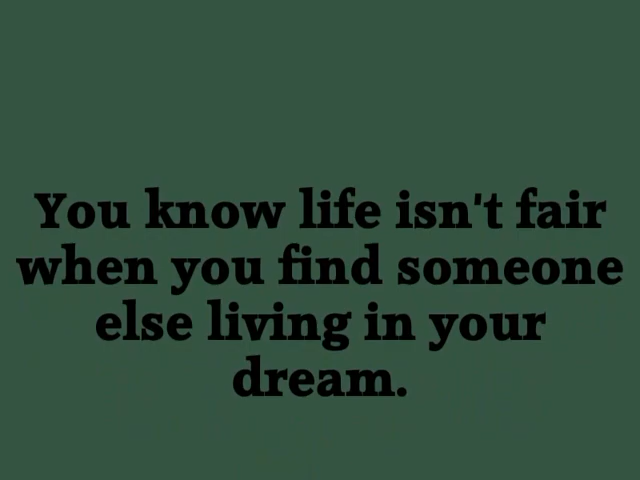 You know life isn't fair
when you find someone
else living in your
dream.